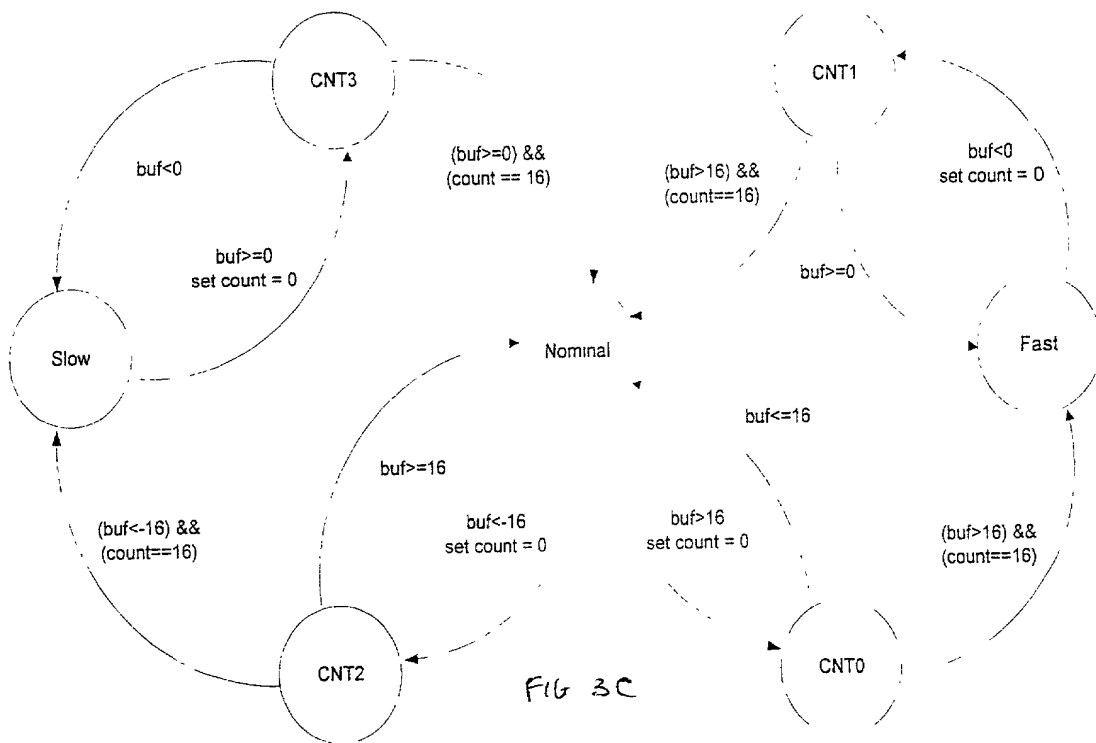 CNT3
CNT1
buf<0
(buf>=0) &&
(count == 16)
(buf>16) &&
(count==16)
buf<0
set count = 0
buf>=0
set count = 0
buf>=0
Slow
Nominal
Fast
buf<=16
buf>=16
(buf<-16) &&
(count==16)
buf<-16
set count = 0
buf>16
set count = 0
(buf>16) &&
(count==16)
CNT2
CNT0
FIG 3C